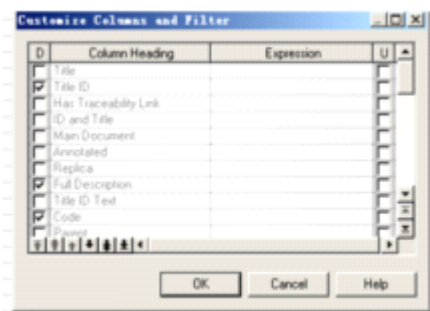 Customize Columns and Filter
D Column Heading Expression U
Title
Title ID
Has Traceability Link
ID and Title
Main Document
Annotated
Replica
Full Description
Title ID Text
Code
Parent
OK Cancel Help